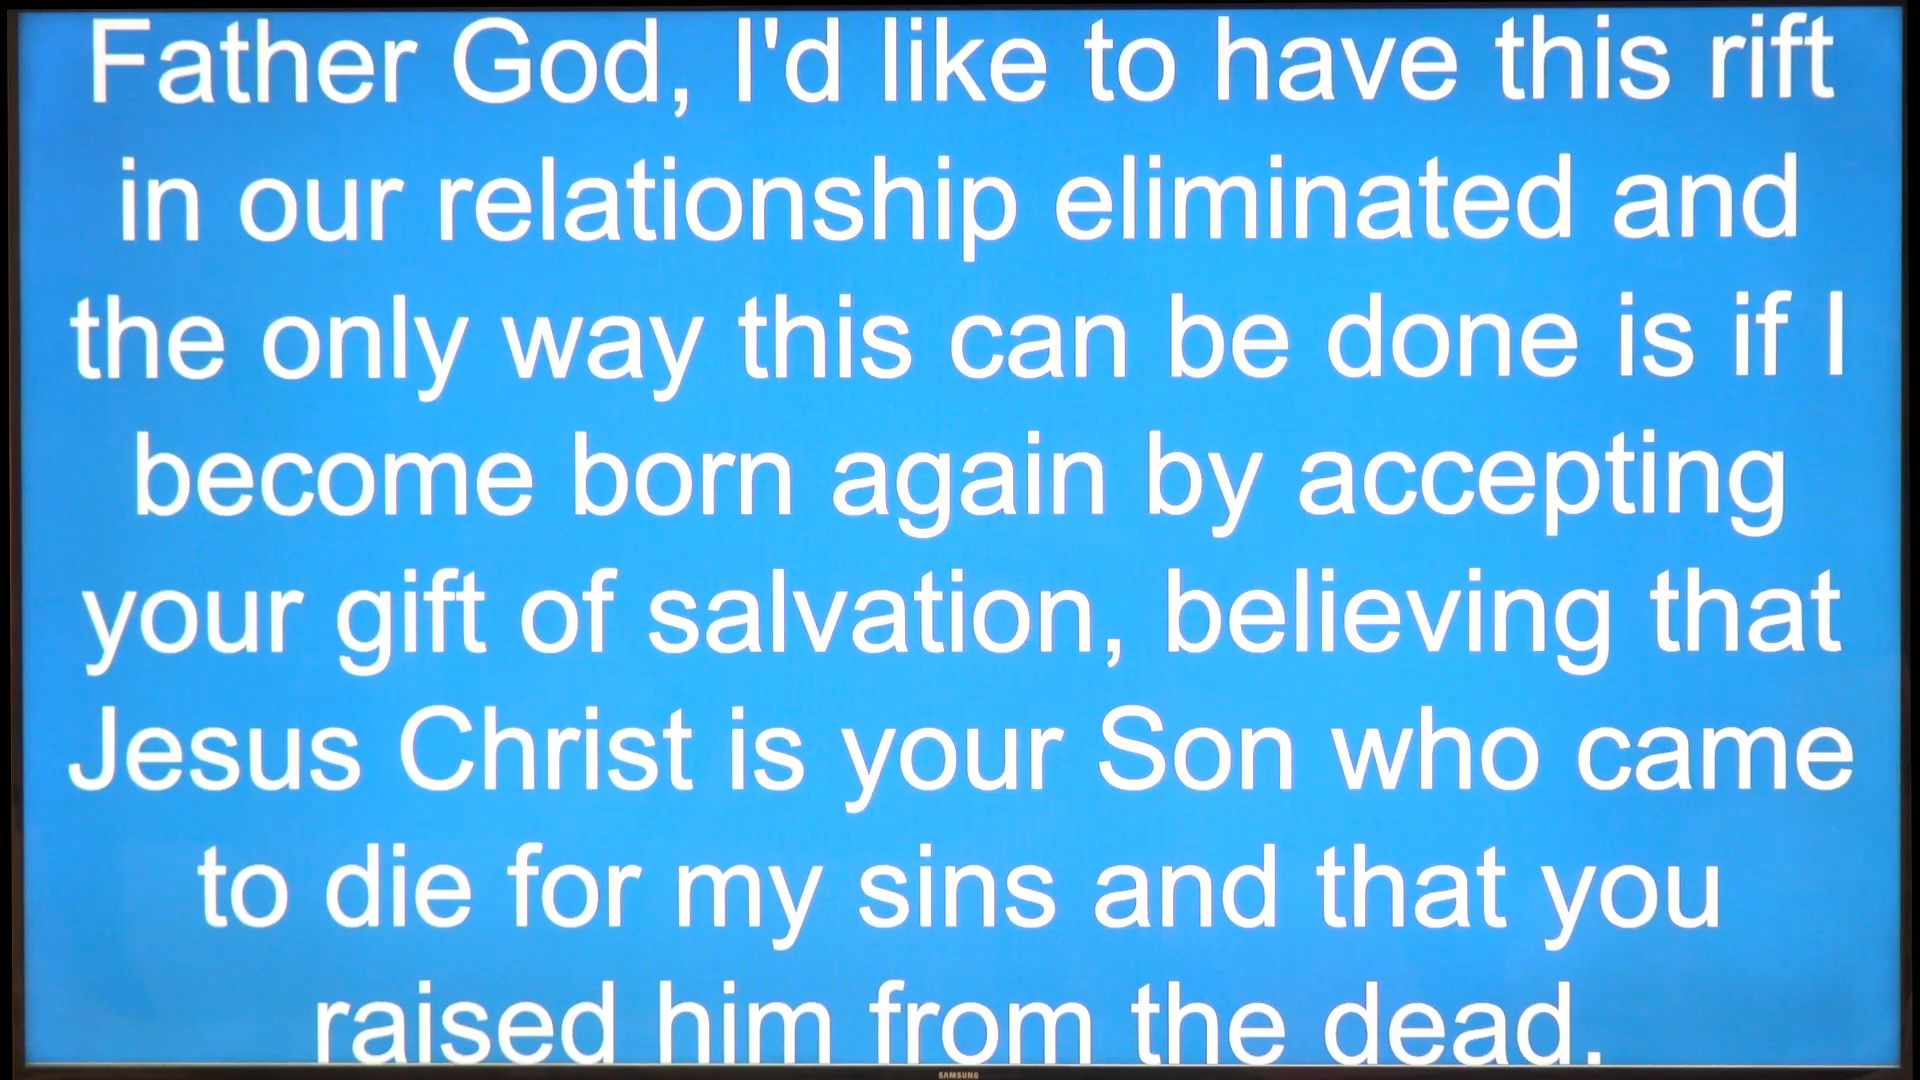 Father God, I'd like to have this rift
in our relationship eliminated and
the only way this can be done is if I
become born again by accepting
your gift of salvation, believing that
Jesus Christ is your Son who came
to die for my sins and that you
raised him from the dead.
SAMSUNG